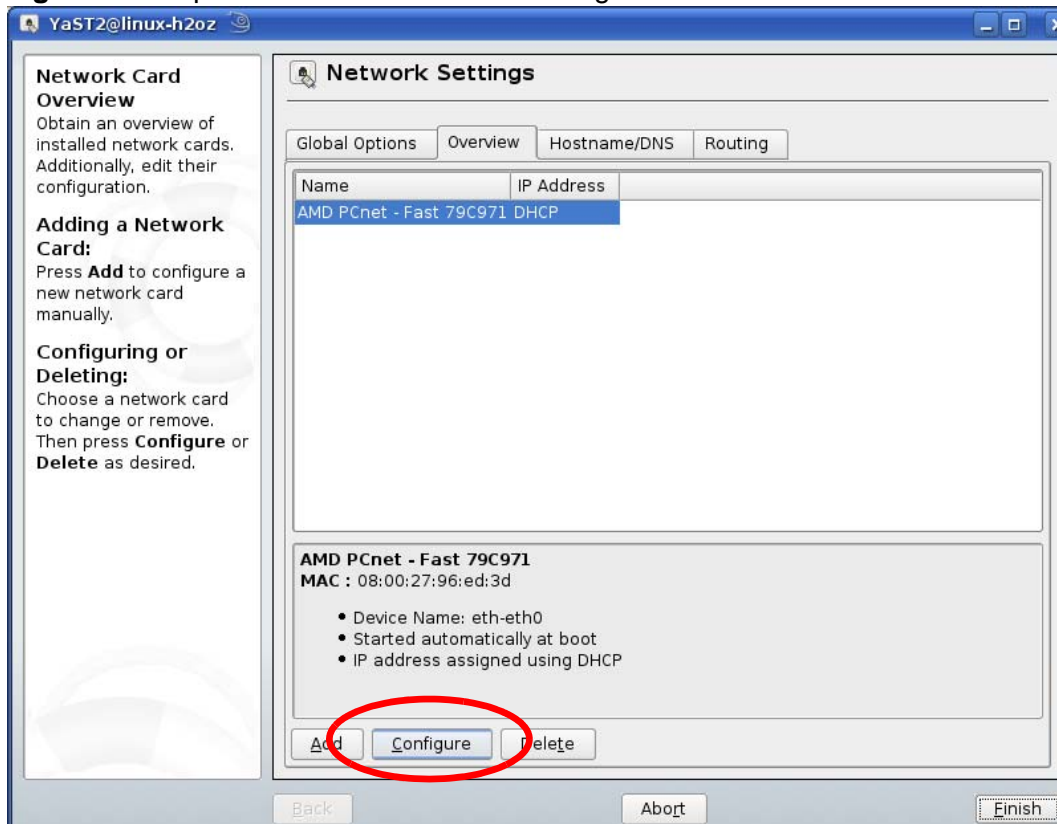 YaST2@linux-h2oz
Network Card
Overview
Obtain an overview of
installed network cards.
Additionally, edit their
configuration.
Adding a Network
Card:
Press Add to configure a
new network card
manually.
Configuring or
Deleting:
Choose a network card
to change or remove.
Then press Configure or
Delete as desired.
Network Settings
Global Options Overview Hostname/DNS Routing
Name IP Address
AMD PCnet - Fast 79C971 DHCP
AMD PCnet - Fast 79C971
MAC : 08:00:27:96:ed:3d
• Device Name: eth-eth0
• Started automatically at boot
• IP address assigned using DHCP
Add Configure Delete
Back Abort Finish